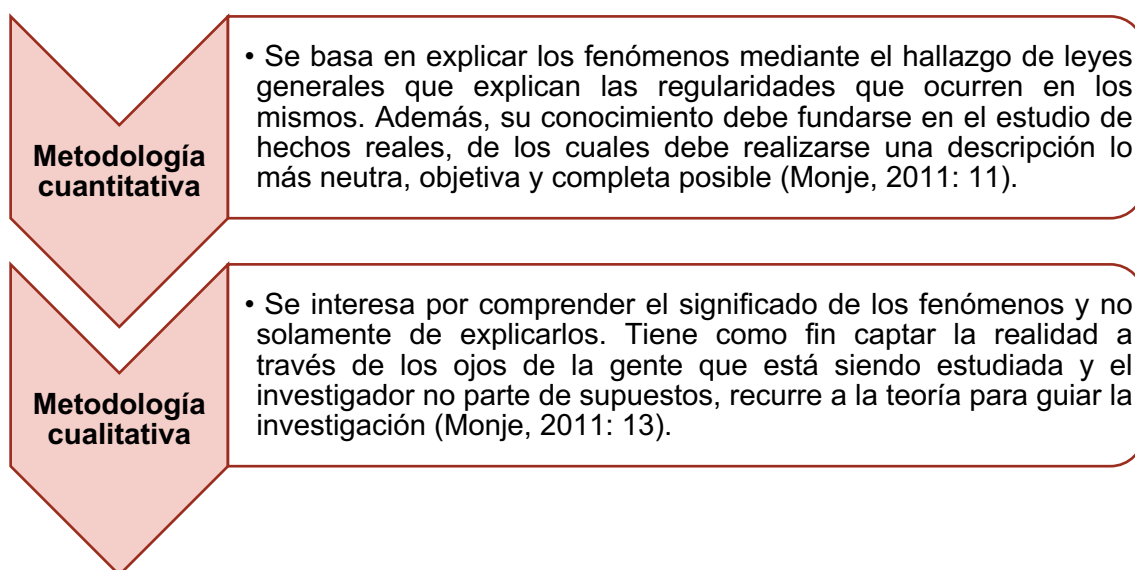 Metodología
cuantitativa
• Se basa en explicar los fenómenos mediante el hallazgo de leyes
generales que explican las regularidades que ocurren en los
mismos. Además, su conocimiento debe fundarse en el estudio de
hechos reales, de los cuales debe realizarse una descripción lo
más neutra, objetiva y completa posible (Monje, 2011: 11).
Metodología
cualitativa
• Se interesa por comprender el significado de los fenómenos y no
solamente de explicarlos. Tiene como fin captar la realidad a
través de los ojos de la gente que está siendo estudiada y el
investigador no parte de supuestos, recurre a la teoría para guiar la
investigación (Monje, 2011: 13).